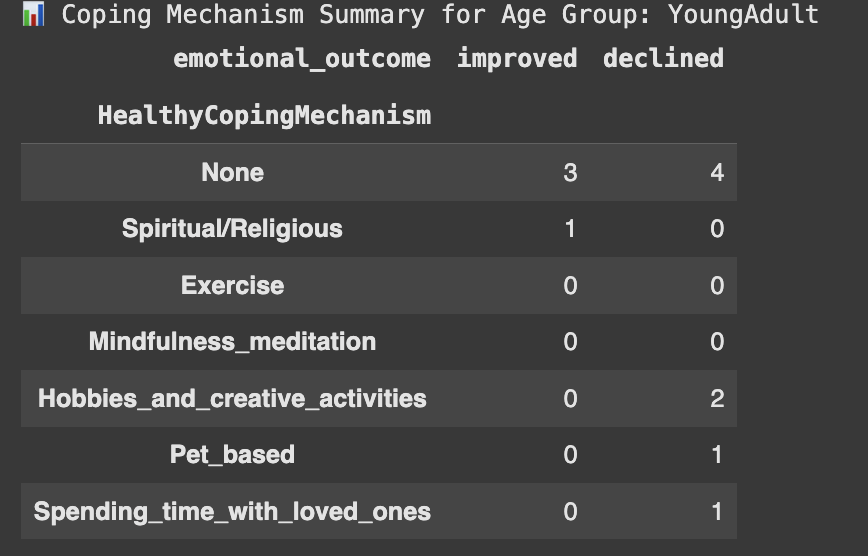 📊 Coping Mechanism Summary for Age Group: YoungAdult
emotional_outcome improved declined
HealthyCopingMechanism
None 3 4
Spiritual/Religious 1 0
Exercise 0 0
Mindfulness_meditation 0 0
Hobbies_and_creative_activities 0 2
Pet_based 0 1
Spending_time_with_loved_ones 0 1